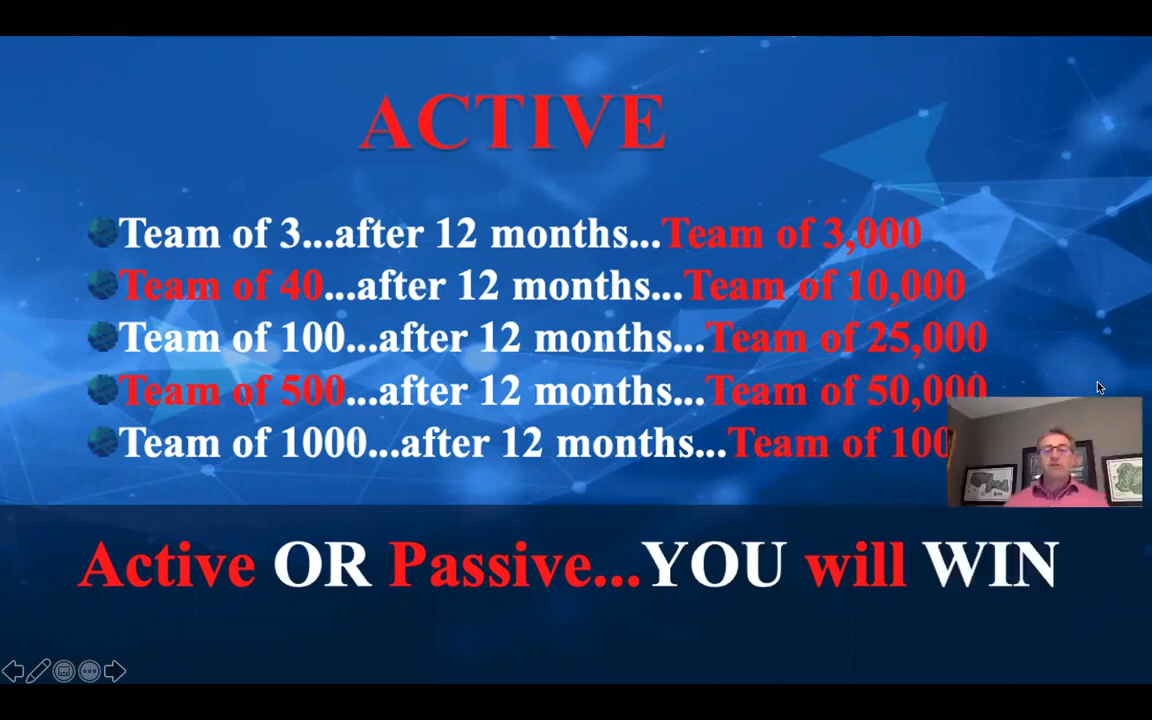 ACTIVE
Team of 3...after 12 months...Team of 3,000
Team of 40...after 12 months...Team of 10,000
Team of 100...after 12 months...Team of 25,000
Team of 500...after 12 months...Team of 50,000
Team of 1000...after 12 months...Team of 100
Active OR Passive...YOU will WIN